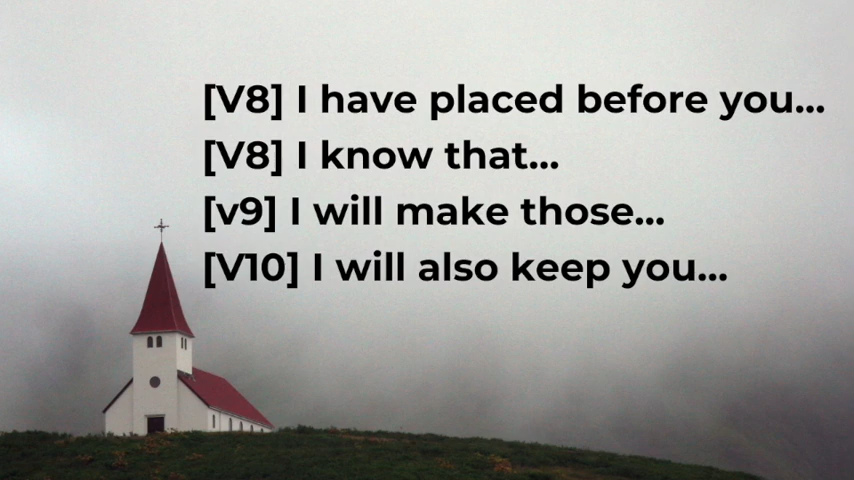 [V8] I have placed before you...
[V8] I know that...
[v9] I will make those...
[V10] I will also keep you...